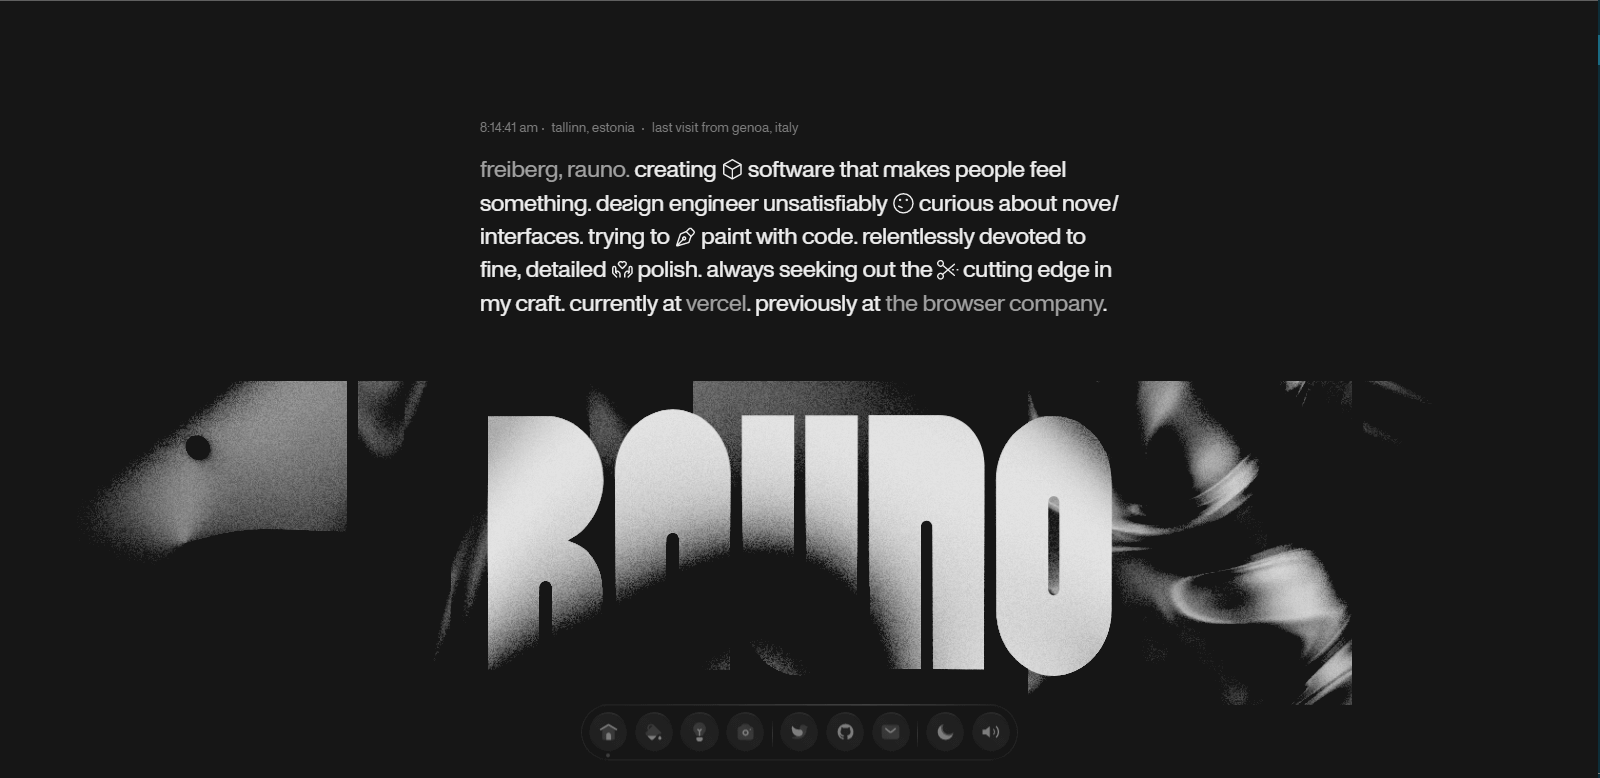 8:14:41 am · tallinn, estonia · last visit from genoa, italy
freiberg, rauno. creating software that makes people feel
something. design engineer unsatisfiably curious about novel
interfaces. trying to paint with code. relentlessly devoted to
fine, detailed polish. always seeking out the cutting edge in
my craft. currently at vercel. previously at the browser company.
RAUNO